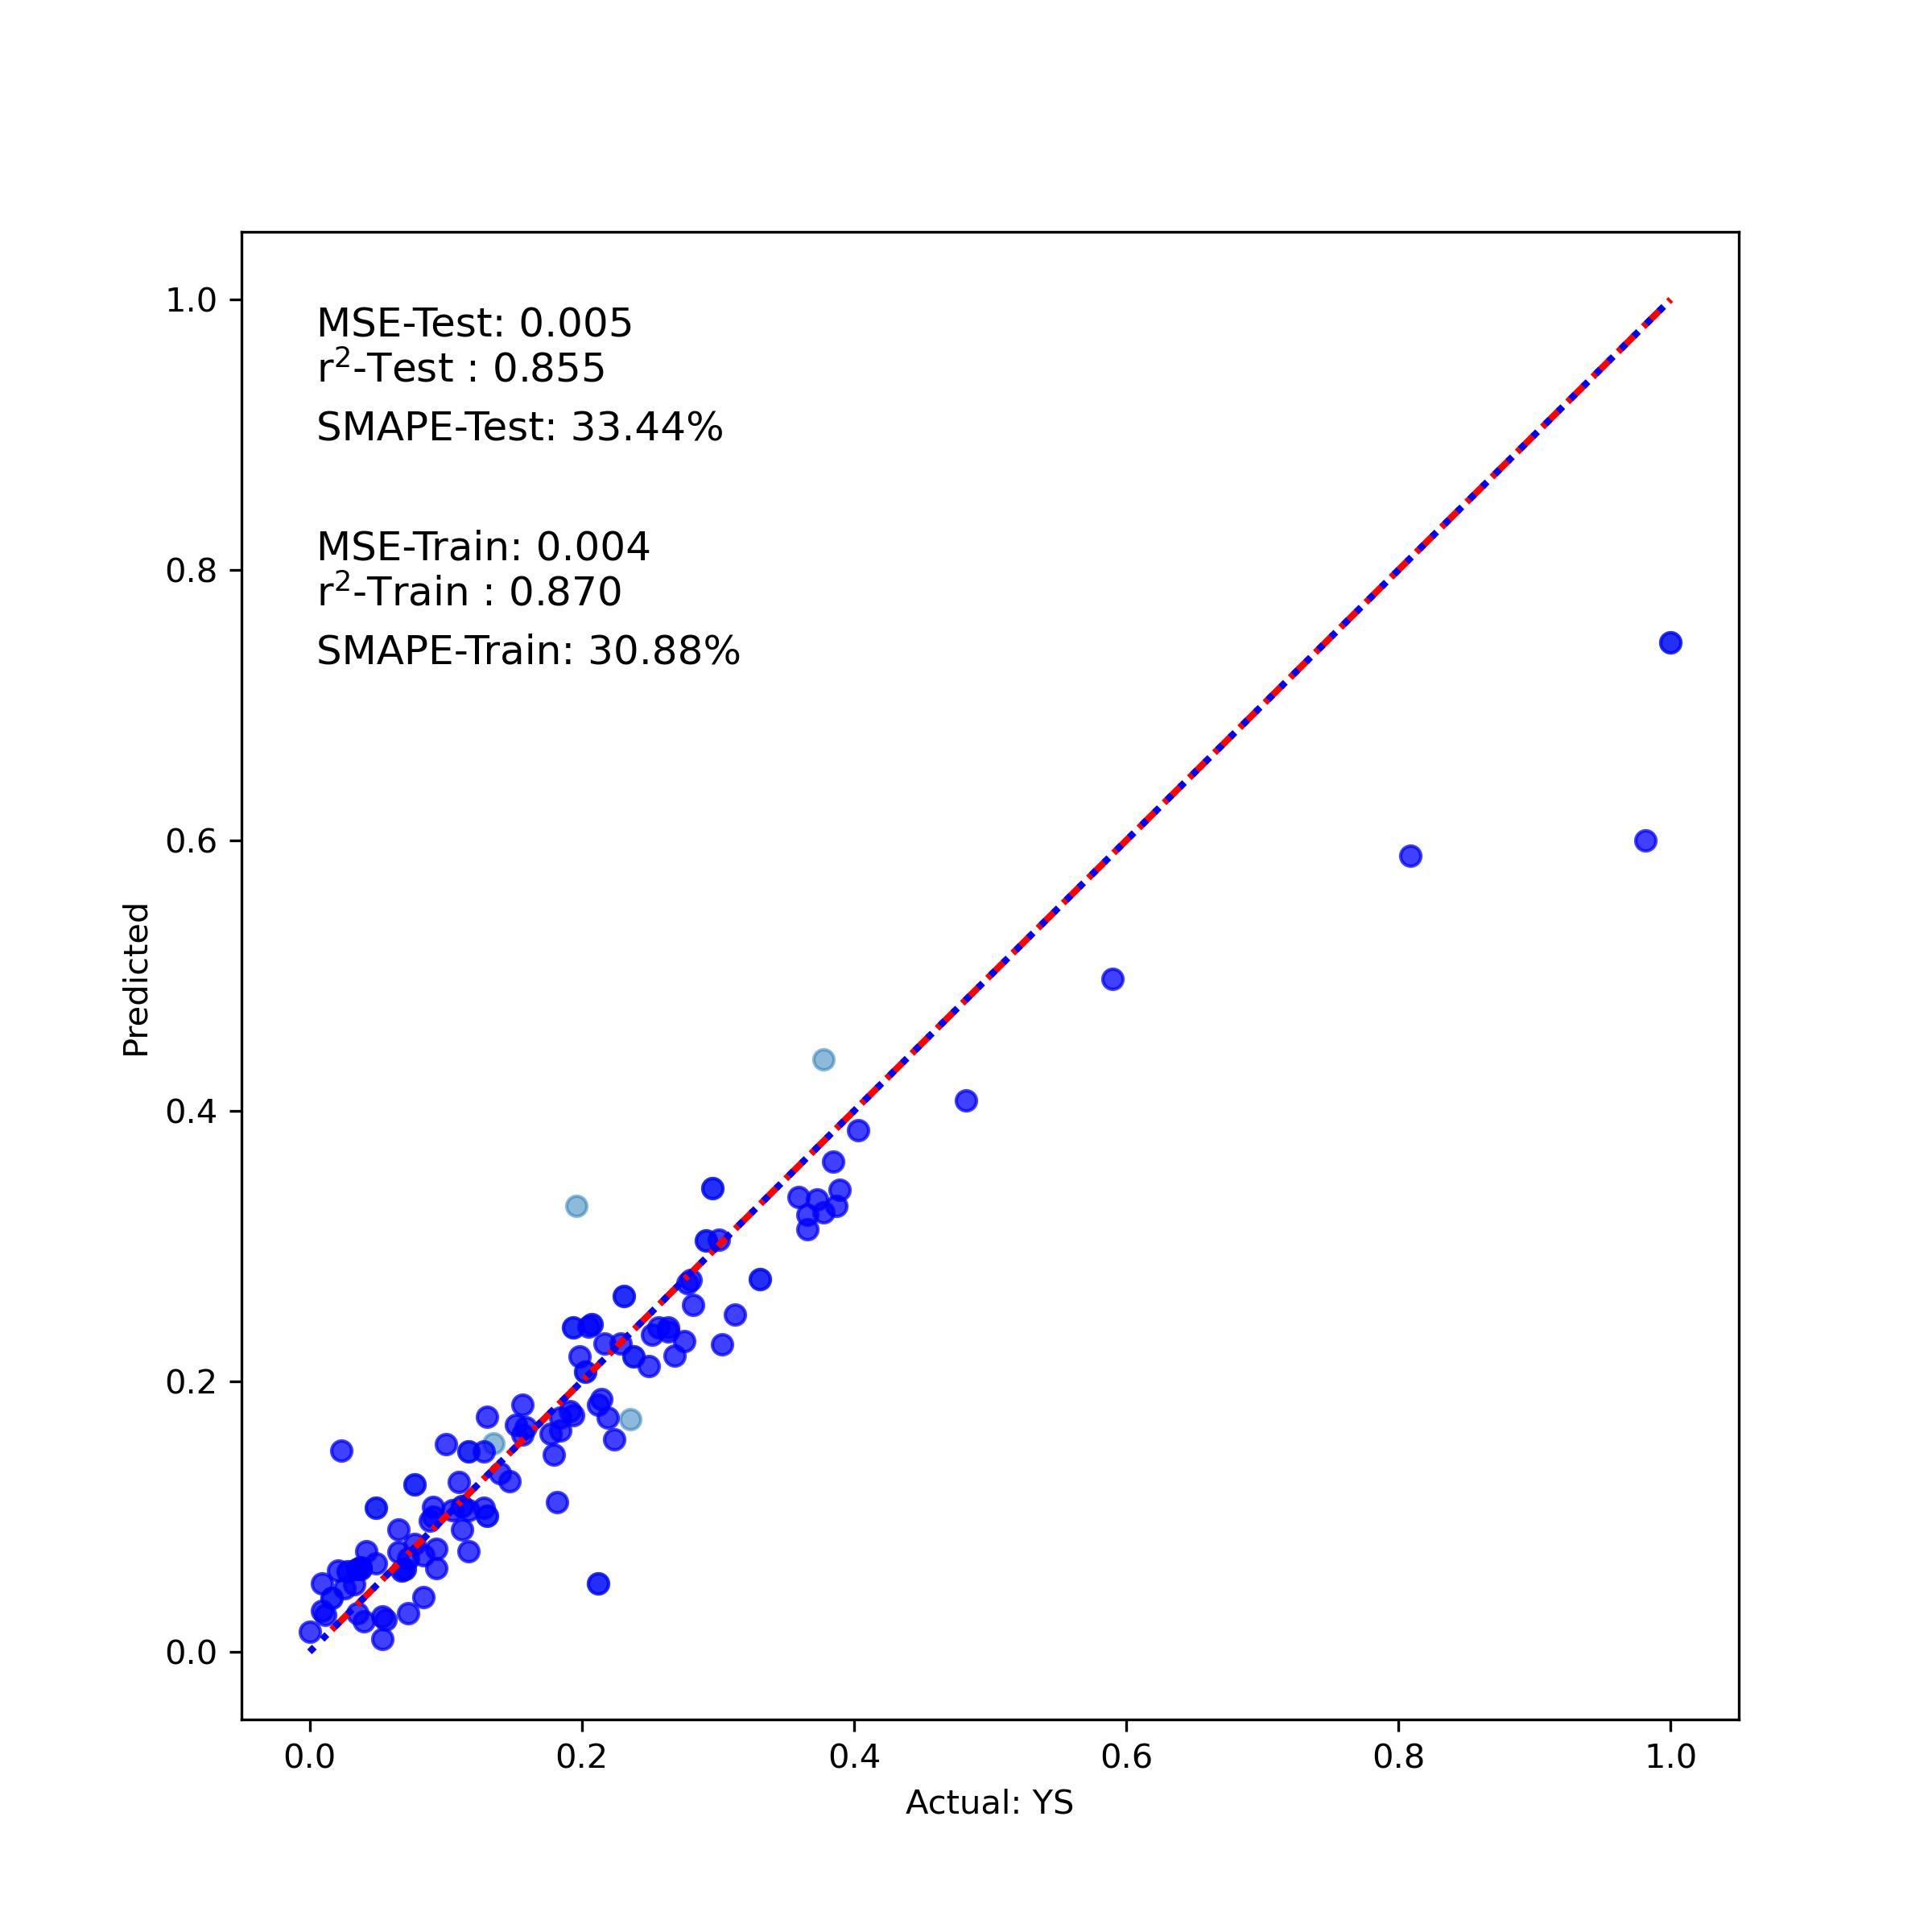 MSE-Test: 0.005
r²-Test : 0.855
SMAPE-Test: 33.44%
MSE-Train: 0.004
r²-Train : 0.870
SMAPE-Train: 30.88%
1.0
0.8
0.6
0.4
0.2
0.0
Predicted
0.0 0.2 0.4 0.6 0.8 1.0
Actual: YS